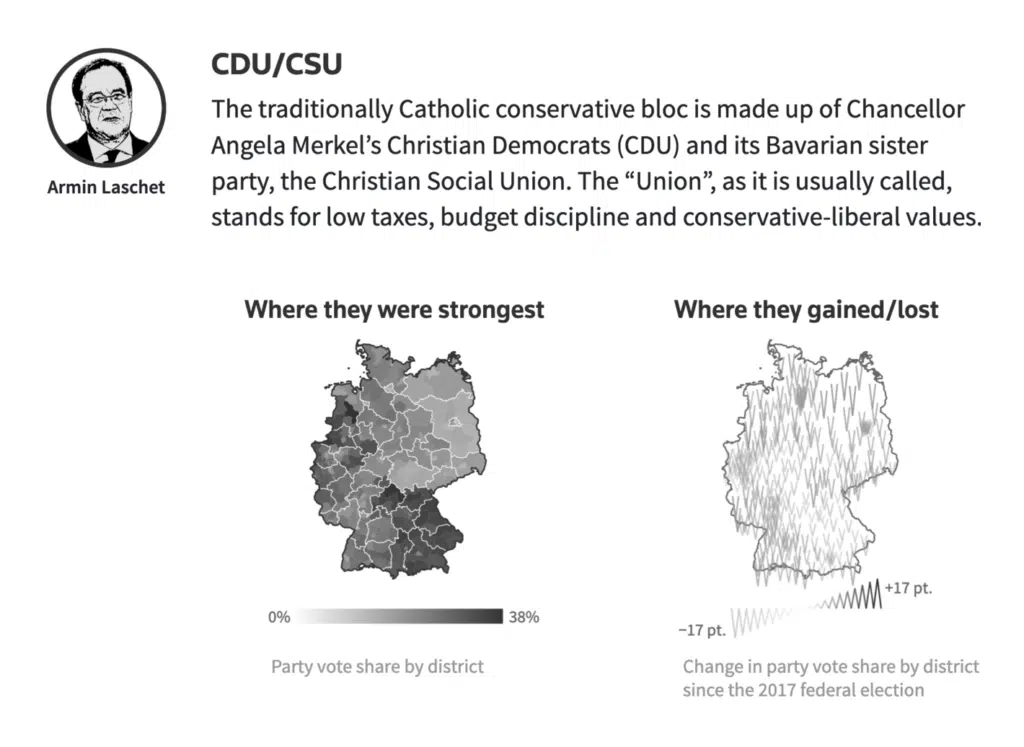 CDU/CSU
The traditionally Catholic conservative bloc is made up of Chancellor
Angela Merkel’s Christian Democrats (CDU) and its Bavarian sister
party, the Christian Social Union. The “Union”, as it is usually called,
stands for low taxes, budget discipline and conservative-liberal values.
Armin Laschet
Where they were strongest
0%
38%
Party vote share by district
Where they gained/lost
+17 pt.
−17 pt.
Change in party vote share by district
since the 2017 federal election